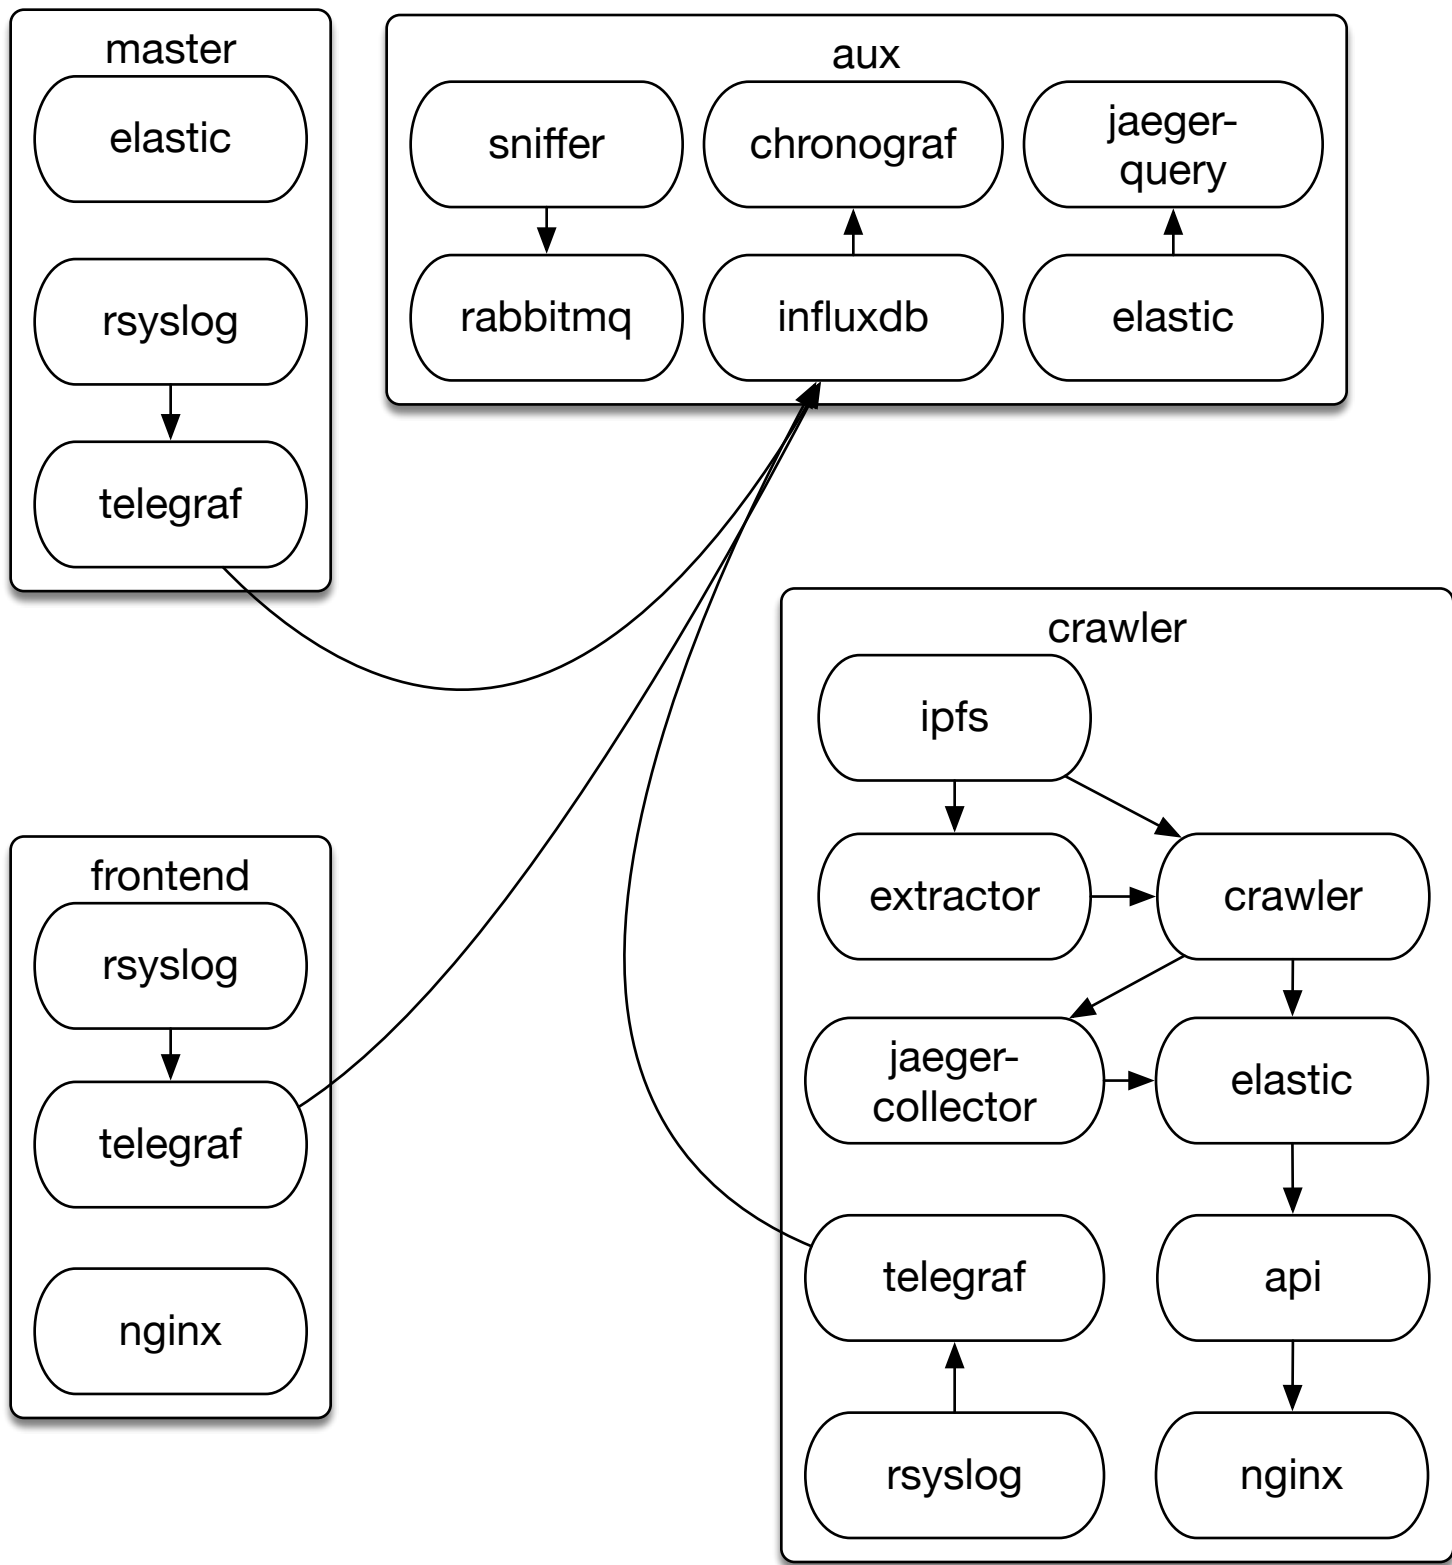 master
elastic
rsyslog
telegraf
aux
sniffer
chronograf
jaeger-
query
rabbitmq
influxdb
elastic
frontend
rsyslog
telegraf
nginx
crawler
ipfs
extractor
crawler
jaeger-
collector
elastic
telegraf
api
rsyslog
nginx